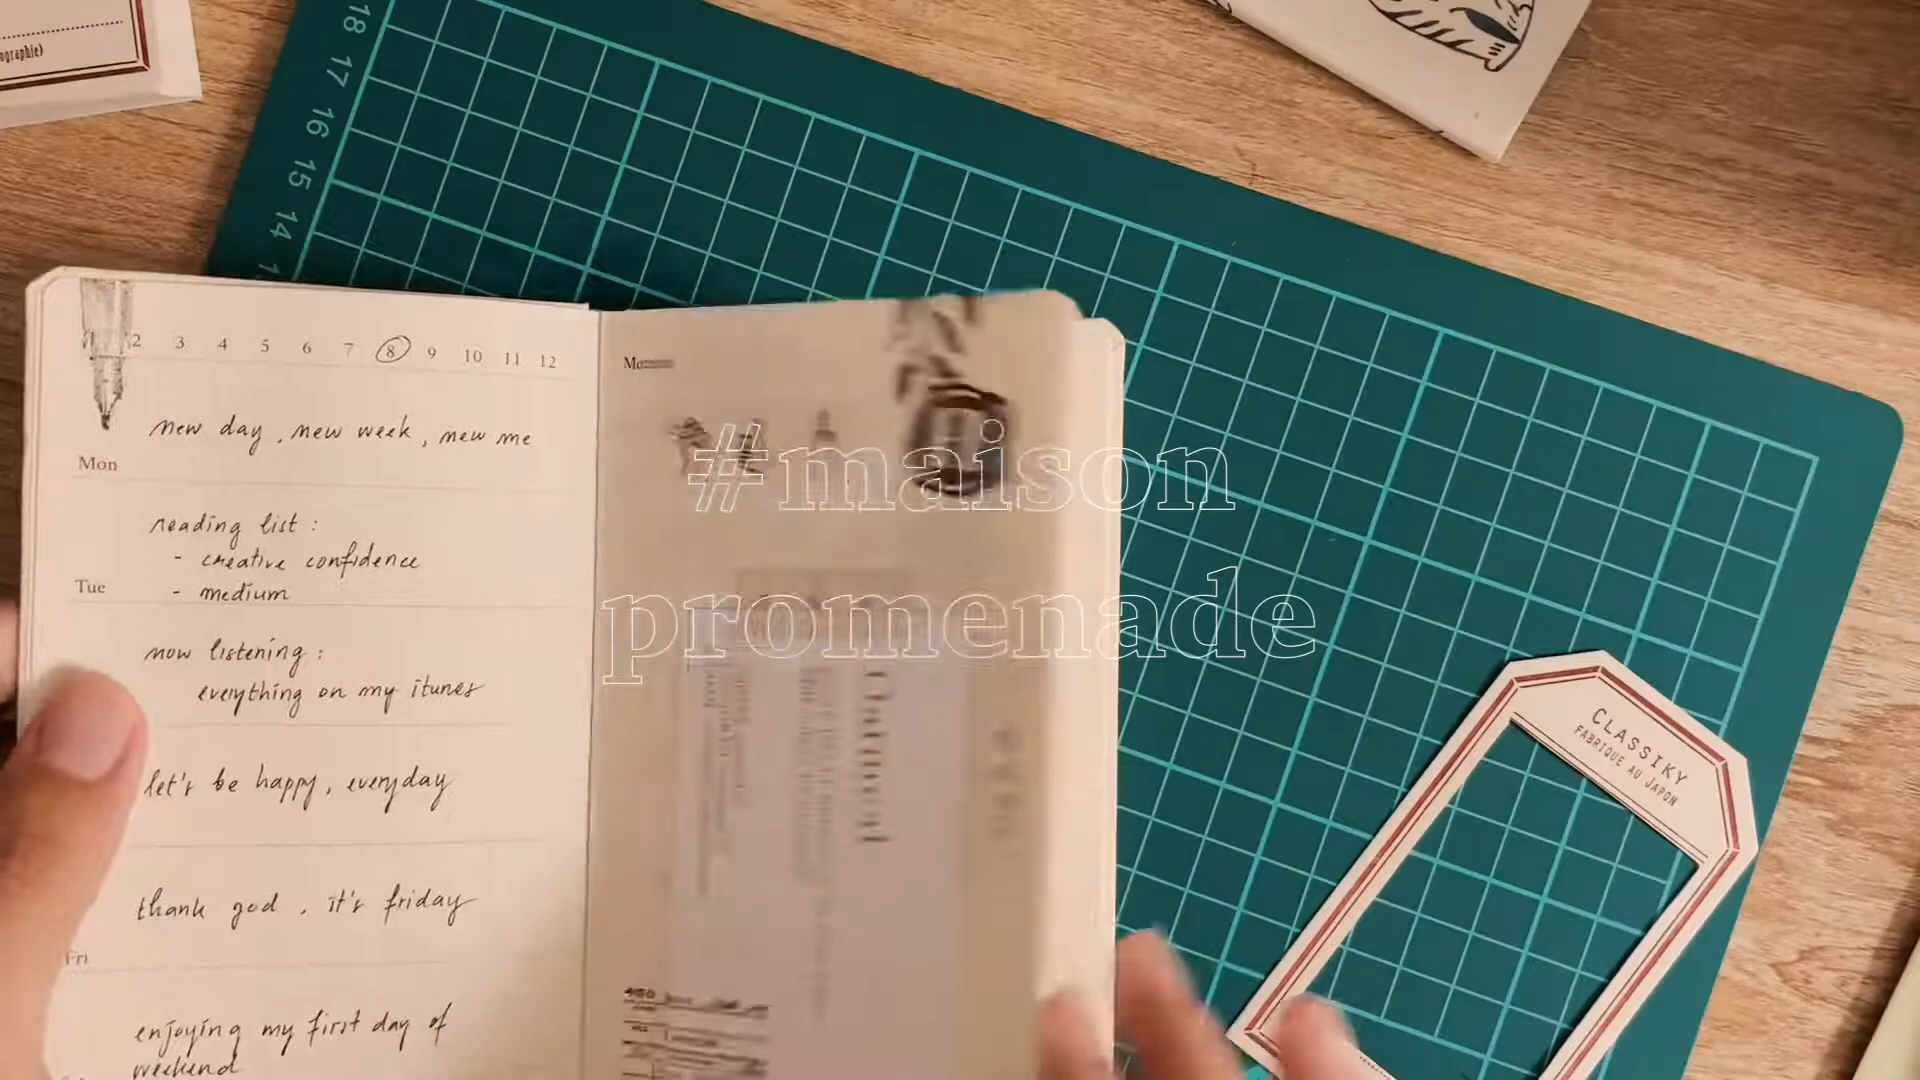 18
17
16
15
14
ographie)
2 3 4 5 6 7 8 9 10 11 12
new day, new week, new me
Mon
reading list:
- creative confidence
Tue
- medium
now listening:
everything on my itunes
let's be happy, everyday
thank god, it's friday
Fri
enjoying my first day of
weekend
#maison
promenade
CLASSIKY
FABRIQUE AU JAPON